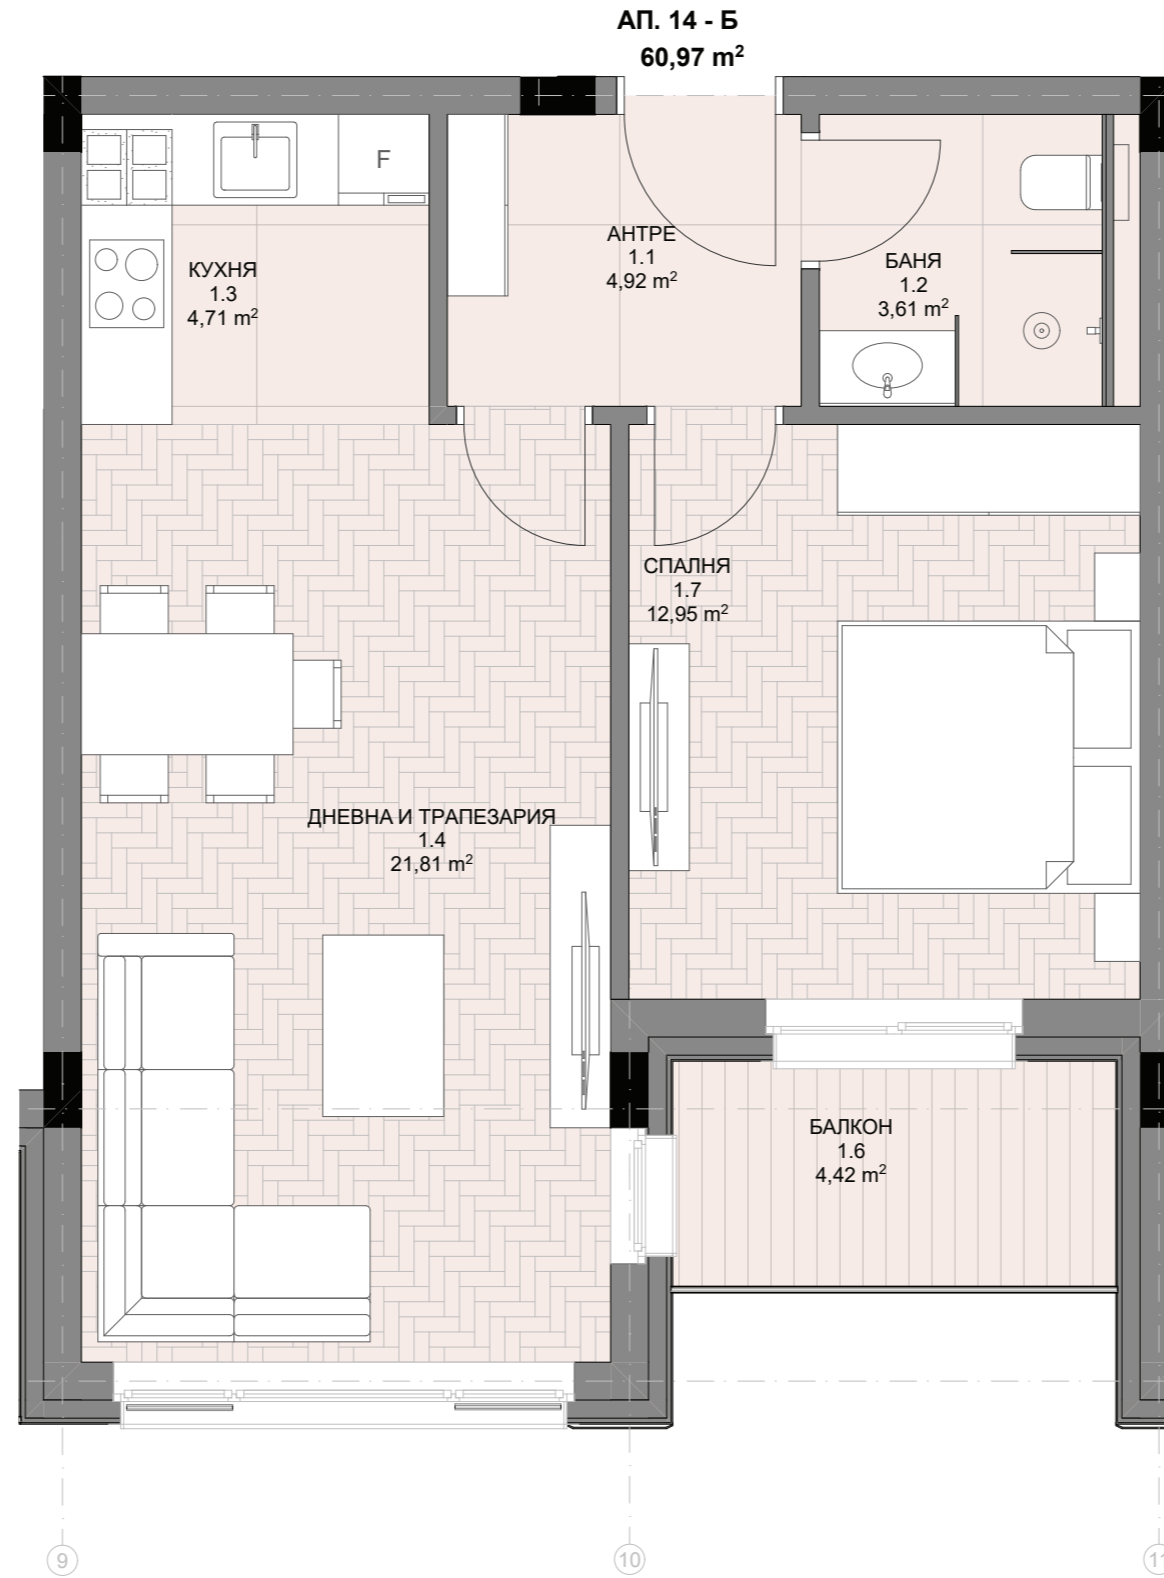 АП. 14 - Б
60,97 m²
F
АНТРЕ
1.1
4,92 m²
КУХНЯ
1.3
4,71 m²
БАНЯ
1.2
3,61 m²
СПАЛНЯ
1.7
12,95 m²
ДНЕВНА И ТРАПЕЗАРИЯ
1.4
21,81 m²
БАЛКОН
1.6
4,42 m²
9
10
11